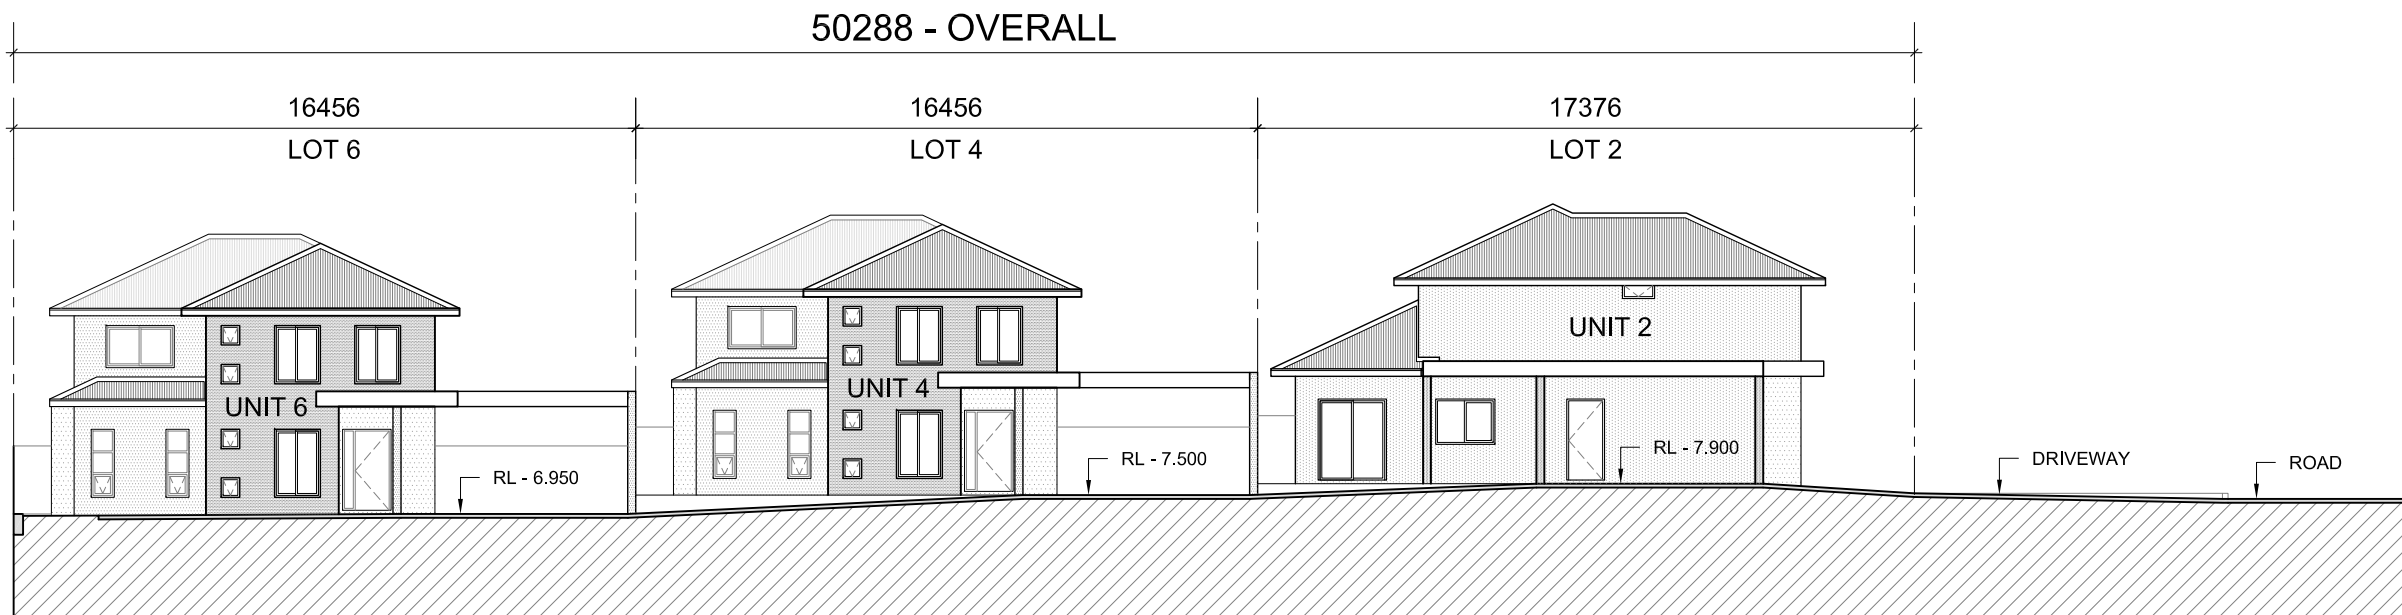 50288 - OVERALL
16456
16456
17376
LOT 6
LOT 4
LOT 2
UNIT 2
UNIT 4
UNIT 6
RL - 7.900
RL - 7.500
DRIVEWAY
ROAD
RL - 6.950